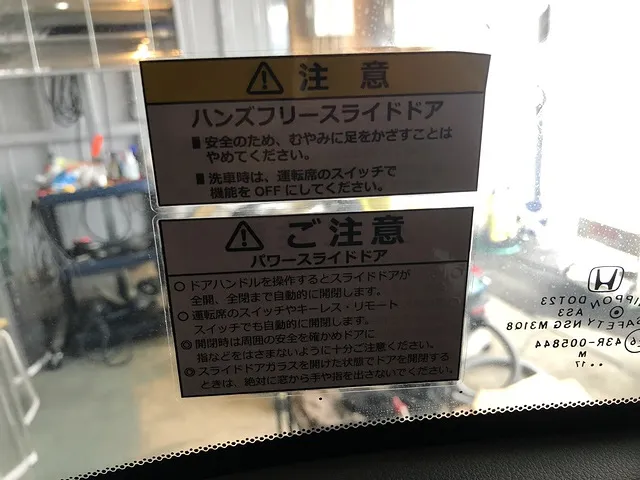 注意
ハンズフリースライドドア
■ 安全のため、むやみに足をかざすことは
やめてください。
■ 洗車時は、運転席のスイッチで
機能を OFF にしてください。
ご注意
パワースライドドア
○ ドアハンドルを操作するとスライドドアが
全開、全閉まで自動的に開閉します。
○ 運転席のスイッチやキーレス・リモート
スイッチでも自動的に開閉します。
◎ 開閉時は周囲の安全を確かめドアに
指などをはさまないように十分ご注意ください。
◎ スライドドアガラスを開けた状態でドアを開閉する
ときは、絶対に窓から手や指を出さないでください。
NIPPON DOT23
AS3
SAFETY NSG M3108
43R-005844
M
••17